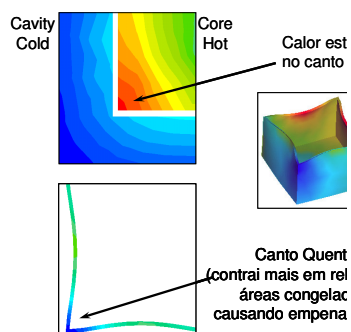 Cavity
Cold
Core
Hot
Calor est
no canto
Canto Quent
(contrai mais em rel
áreas congelad
causando empena